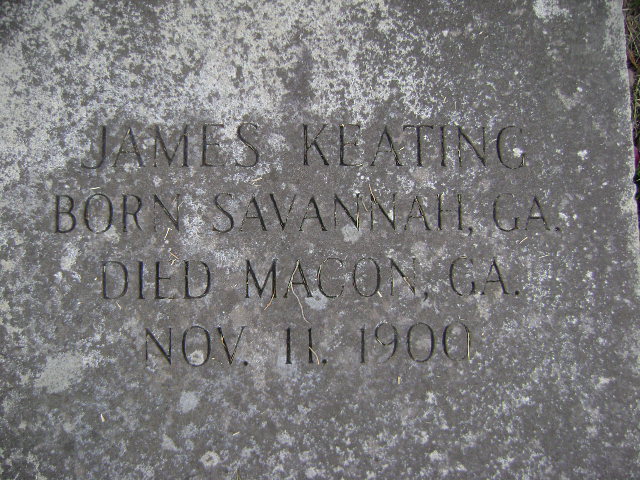 JAMES KEATING
BORN SAVANNAH, GA.
DIED MACON, GA.
NOV. 11. 1900